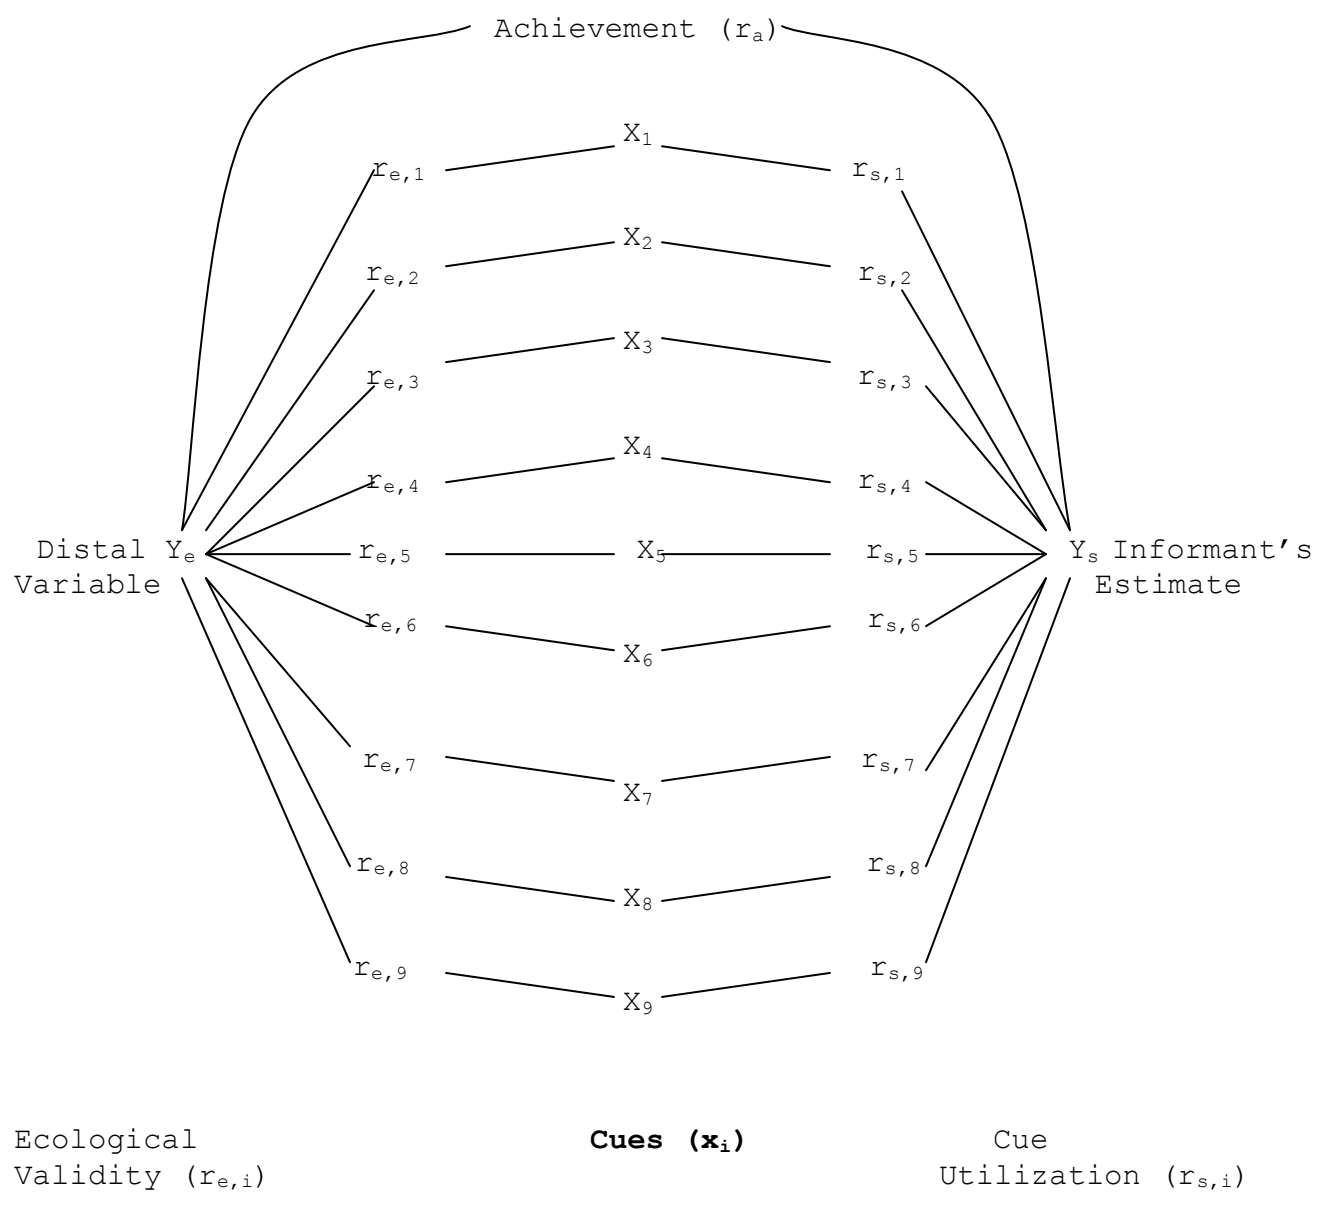 Achievement (rₐ)
X₁
rₑ,₁ rₛ,₁
X₂
rₑ,₂ rₛ,₂
X₃
rₑ,₃ rₛ,₃
X₄
rₑ,₄ rₛ,₄
Distal Yₑ rₑ,₅ X₅ rₛ,₅ Yₛ Informant's
Variable Estimate
rₑ,₆ rₛ,₆
X₆
rₑ,₇ rₛ,₇
X₇
rₑ,₈ rₛ,₈
X₈
rₑ,₉ rₛ,₉
X₉
Ecological Cues (xᵢ) Cue
Validity (rₑ,ᵢ) Utilization (rₛ,ᵢ)